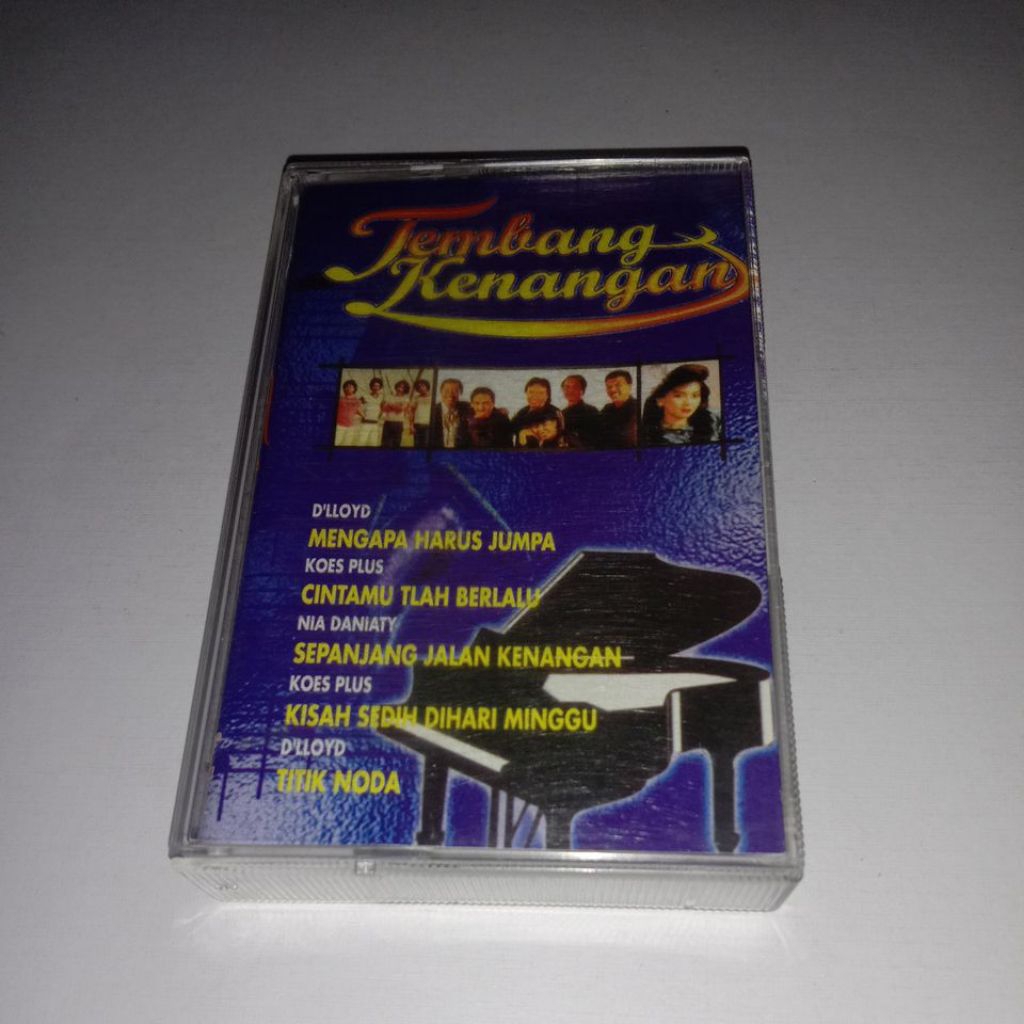 Tembang
Kenangan
D'LLOYD
MENGAPA HARUS JUMPA
KOES PLUS
CINTAMU TLAH BERLALU
NIA DANIATY
SEPANJANG JALAN KENANGAN
KOES PLUS
KISAH SEDIH DIHARI MINGGU
D'LLOYD
TITIK NODA